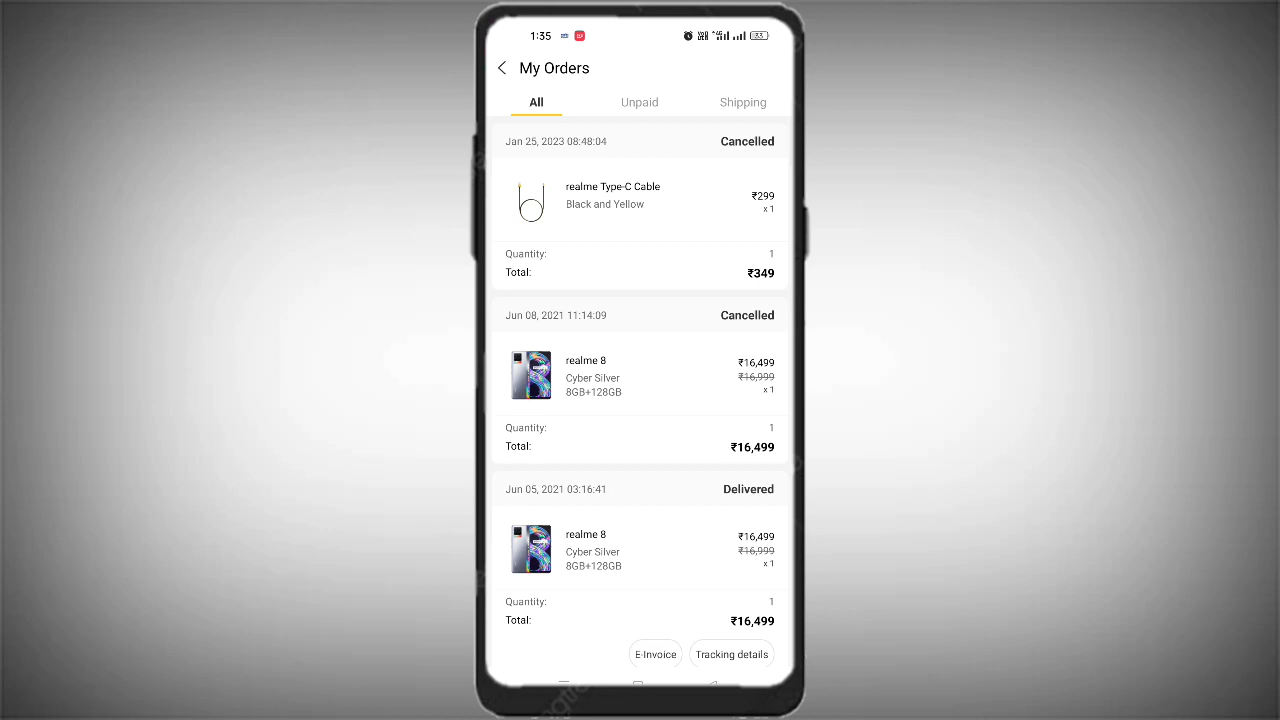 1:35
My Orders
All Unpaid Shipping
Jan 25, 2023 08:48:04 Cancelled
realme Type-C Cable
₹299
Black and Yellow
x 1
Quantity: 1
Total: ₹349
Jun 08, 2021 11:14:09 Cancelled
realme 8
₹16,499
Cyber Silver
₹16,999
8GB+128GB
x 1
Quantity: 1
Total: ₹16,499
Jun 05, 2021 03:16:41 Delivered
realme 8
₹16,499
Cyber Silver
₹16,999
8GB+128GB
x 1
Quantity: 1
Total: ₹16,499
E-Invoice Tracking details